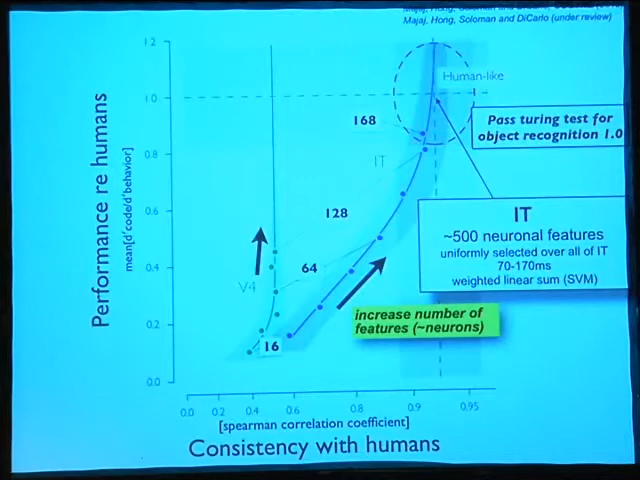 Majaj, Hong, Soloman and DiCarlo (under review)
1.2
1.0
0.8
0.6
0.4
0.2
0.0
Performance re humans
mean[d'code/d'behavior]
Human-like
168
IT
128
64
V4
16
Pass turing test for
object recognition 1.0
IT
~500 neuronal features
uniformly selected over all of IT
70-170ms
weighted linear sum (SVM)
increase number of
features (~neurons)
0.0 0.2 0.4 0.6 0.8 0.9 0.95
[spearman correlation coefficient]
Consistency with humans